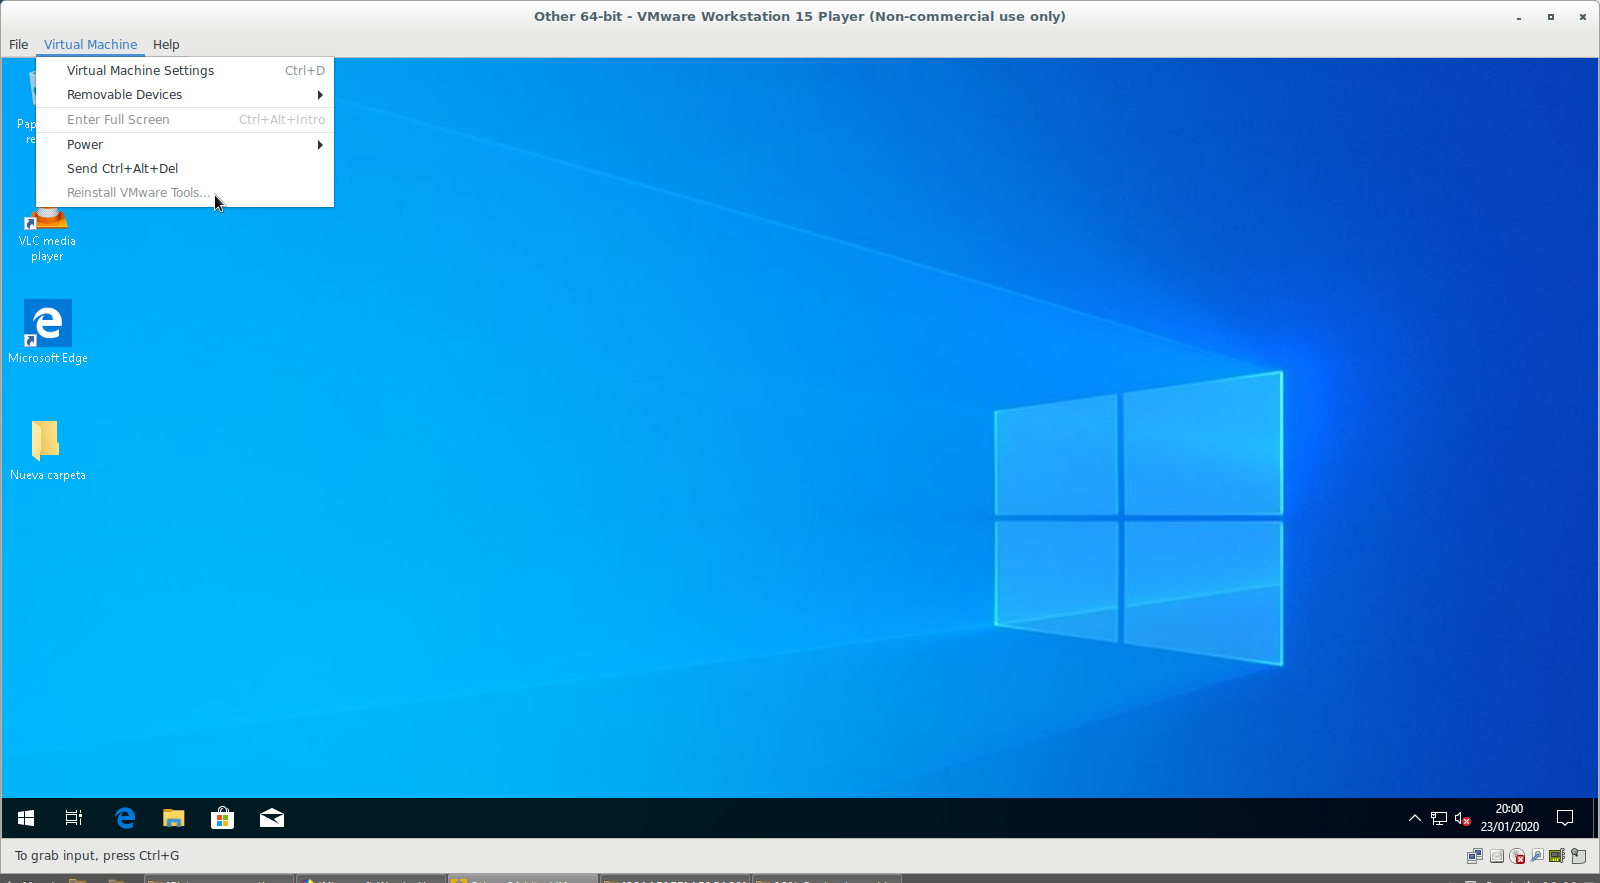 Other 64-bit - VMware Workstation 15 Player (Non-commercial use only)
File Virtual Machine Help
Virtual Machine Settings Ctrl+D
Removable Devices
Enter Full Screen Ctrl+Alt+Intro
Power
Send Ctrl+Alt+Del
Reinstall VMware Tools...
Pap
re
VLC media
player
Microsoft Edge
Nueva carpeta
20:00
23/01/2020
To grab input, press Ctrl+G